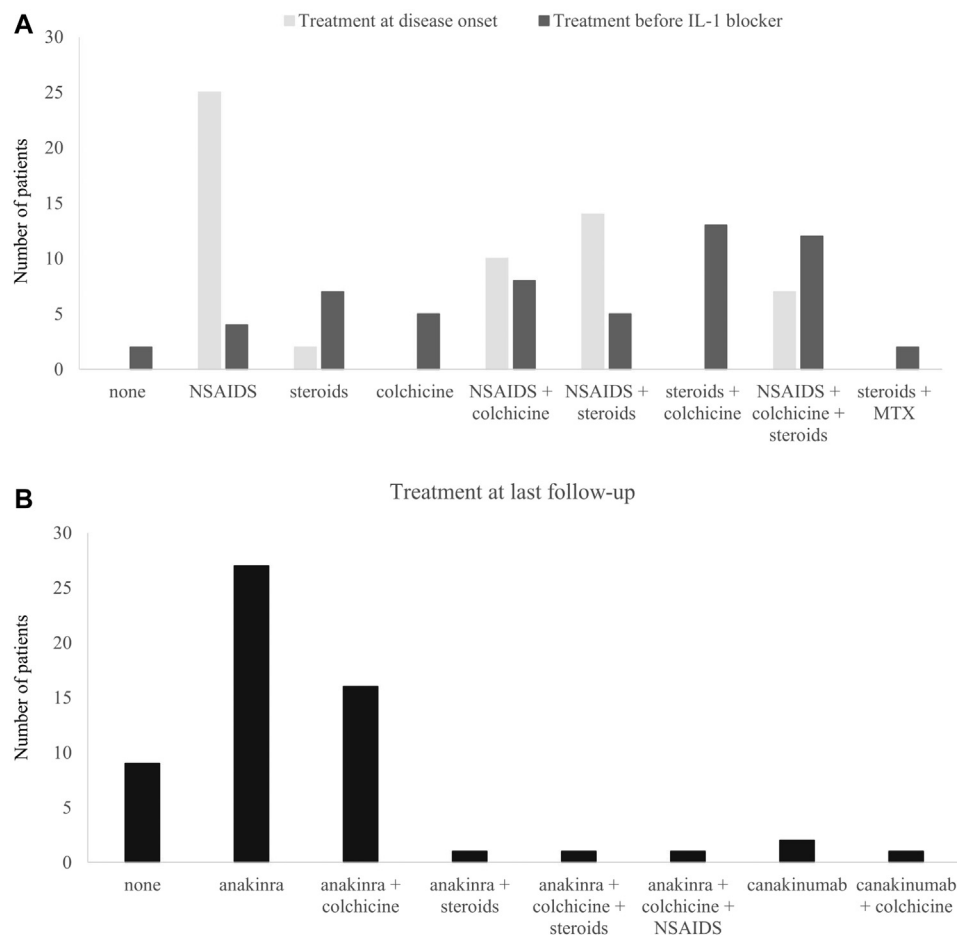 A
Treatment at disease onset
Treatment before IL-1 blocker
Number of patients
30
25
20
15
10
5
0
none
NSAIDS
steroids
colchicine
NSAIDS +
colchicine
NSAIDS +
steroids
steroids +
colchicine
NSAIDS +
colchicine +
steroids
steroids +
MTX
B
Treatment at last follow-up
Number of patients
30
25
20
15
10
5
0
none
anakinra
anakinra +
colchicine
anakinra +
steroids
anakinra +
colchicine +
steroids
anakinra +
colchicine +
NSAIDS
canakinumab
canakinumab
+ colchicine